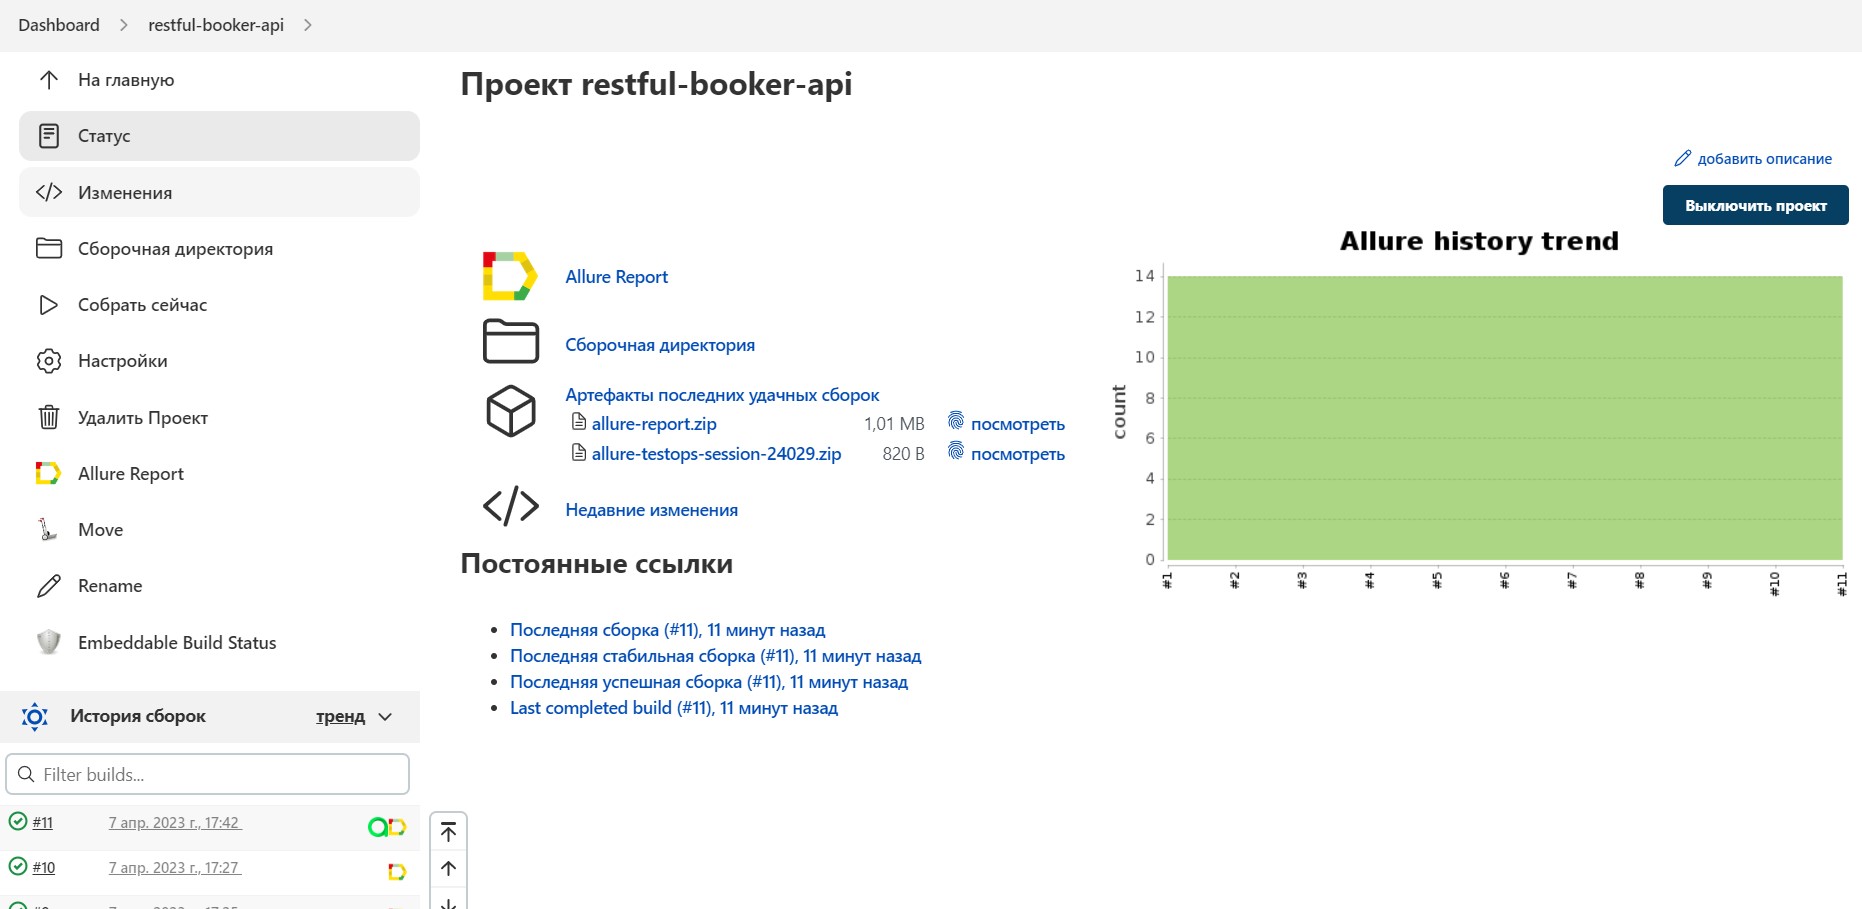 Dashboard
restful-booker-api
На главную
Статус
Изменения
Сборочная директория
Собрать сейчас
Настройки
Удалить Проект
Allure Report
Move
Rename
Embeddable Build Status
История сборок
тренд
Filter builds...
#11
7 апр. 2023 г., 17:42
#10
7 апр. 2023 г., 17:27
Проект restful-booker-api
добавить описание
Выключить проект
Allure Report
Сборочная директория
Артефакты последних удачных сборок
allure-report.zip 1,01 MB посмотреть
allure-testops-session-24029.zip 820 B посмотреть
Недавние изменения
Постоянные ссылки
Последняя сборка (#11), 11 минут назад
Последняя стабильная сборка (#11), 11 минут назад
Последняя успешная сборка (#11), 11 минут назад
Last completed build (#11), 11 минут назад
Allure history trend
count
14
12
10
8
6
4
2
0
#1 #2 #3 #4 #5 #6 #7 #8 #9 #10 #11